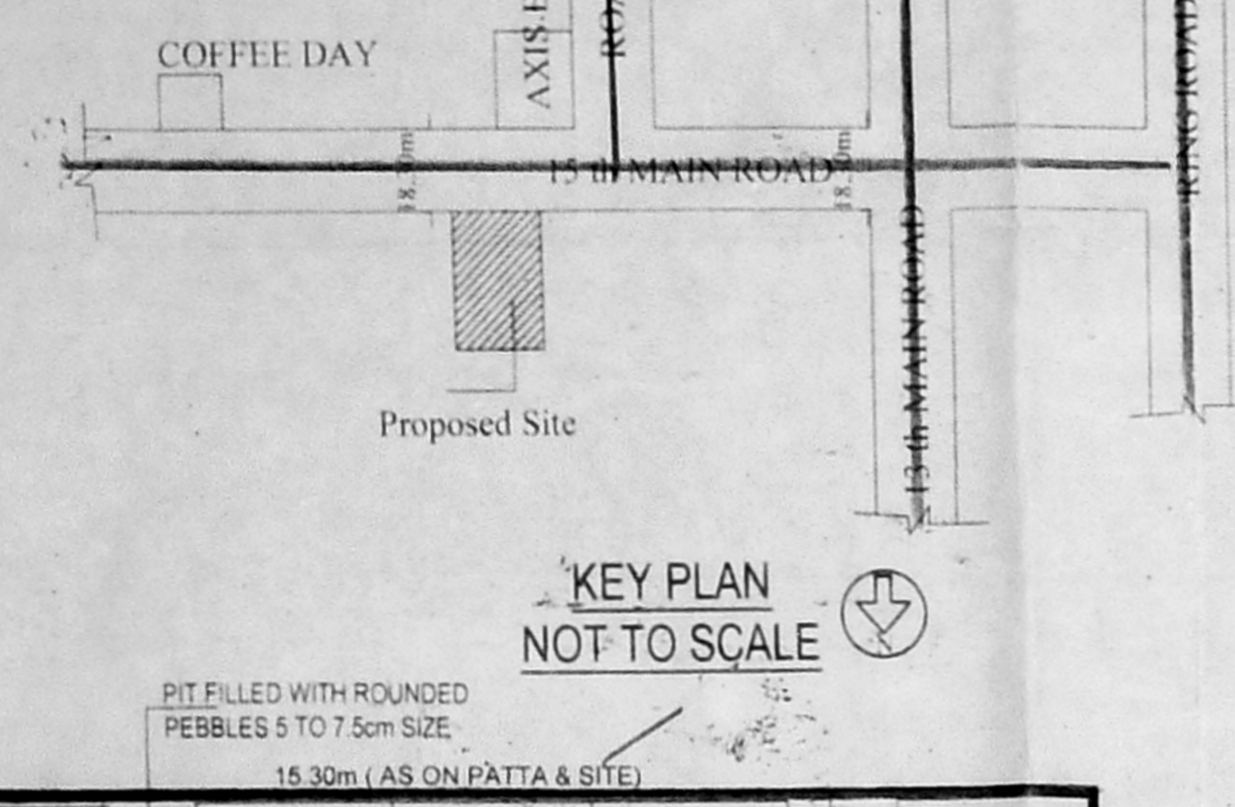 COFFEE DAY
AXIS
RING ROAD
15 th MAIN ROAD
13 th MAIN ROAD
Proposed Site
KEY PLAN
NOT TO SCALE
PIT FILLED WITH ROUNDED
PEBBLES 5 TO 7.5cm SIZE
15.30m ( AS ON PATTA & SITE)